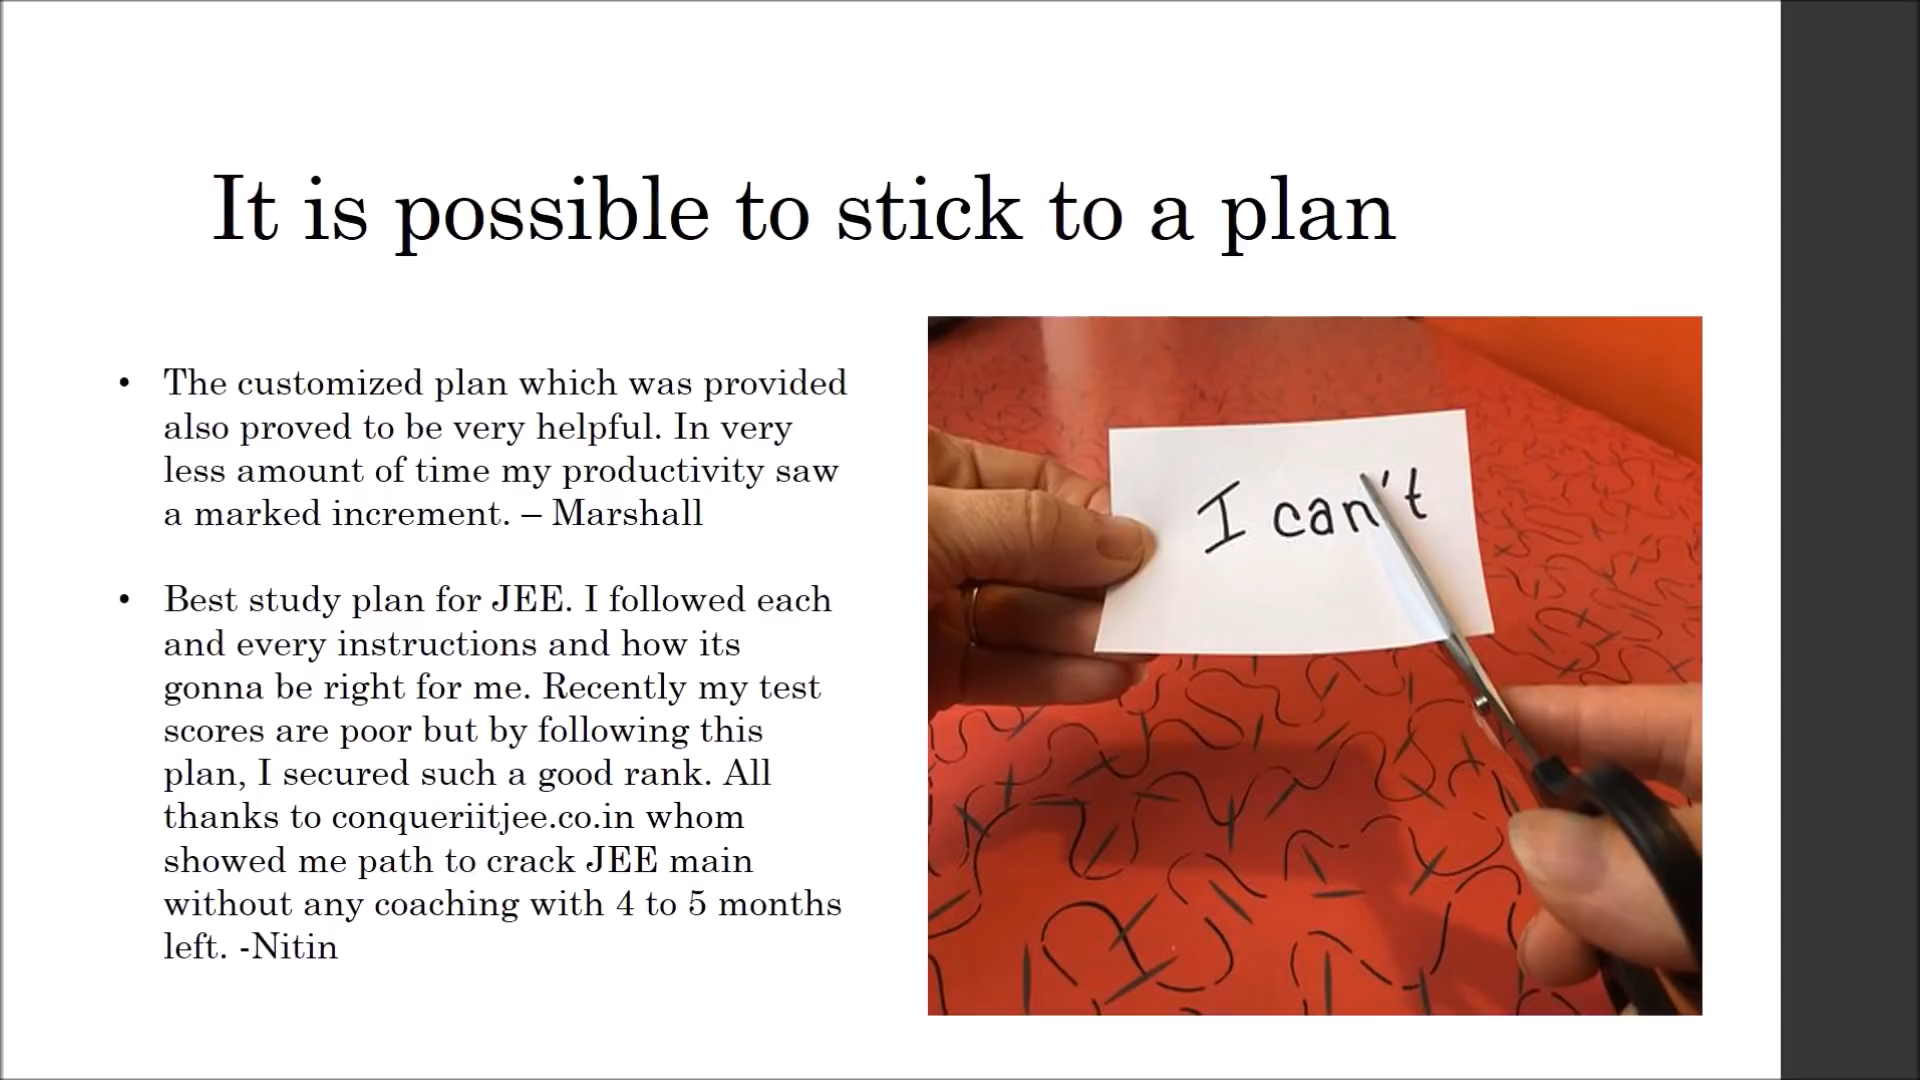 It is possible to stick to a plan
• The customized plan which was provided
also proved to be very helpful. In very
less amount of time my productivity saw
a marked increment. – Marshall
• Best study plan for JEE. I followed each
and every instructions and how its
gonna be right for me. Recently my test
scores are poor but by following this
plan, I secured such a good rank. All
thanks to conqueriitjee.co.in whom
showed me path to crack JEE main
without any coaching with 4 to 5 months
left. -Nitin
I can't